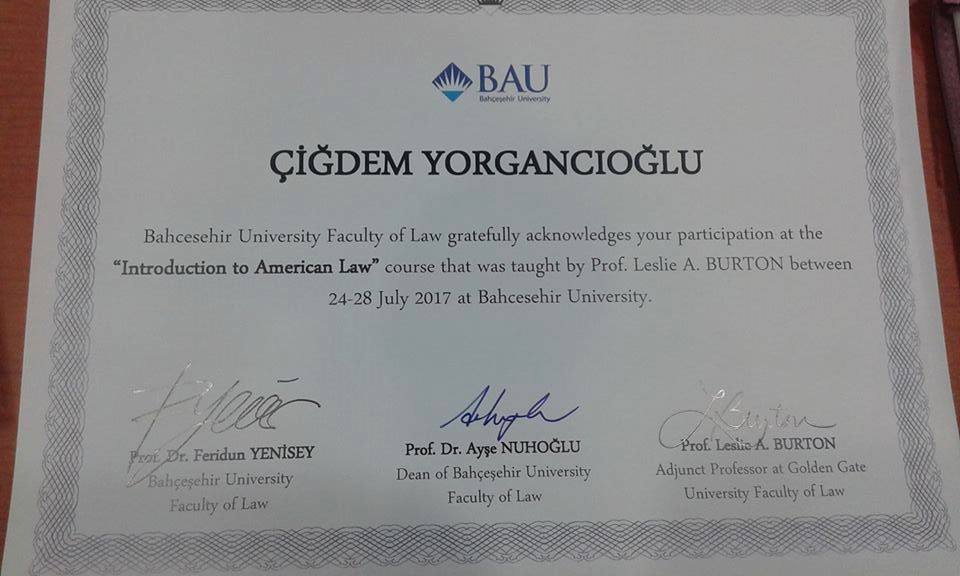 BAU
Bahçeşehir University
ÇİĞDEM YORGANCIOĞLU
Bahcesehir University Faculty of Law gratefully acknowledges your participation at the
“Introduction to American Law” course that was taught by Prof. Leslie A. BURTON between
24-28 July 2017 at Bahcesehir University.
Prof. Dr. Feridun YENİSEY
Bahçeşehir University
Faculty of Law
Prof. Dr. Ayşe NUHOĞLU
Dean of Bahçeşehir University
Faculty of Law
L Burton
Prof. Leslie A. BURTON
Adjunct Professor at Golden Gate
University Faculty of Law